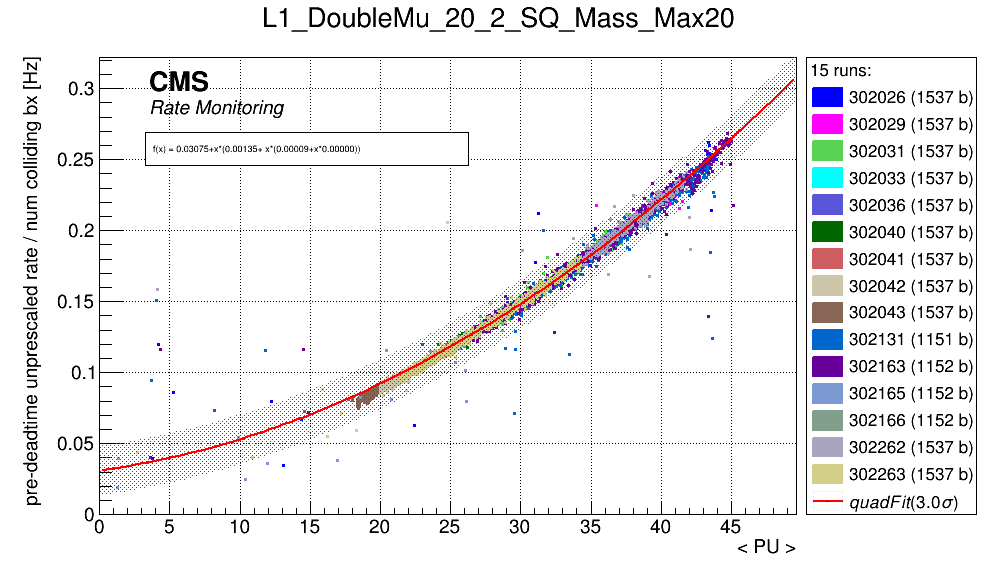 L1_DoubleMu_20_2_SQ_Mass_Max20
pre-deadtime unprescaled rate / num colliding bx [Hz]
CMS
Rate Monitoring
f(x) = 0.03075+x*(0.00135+ x*(0.00009+x*0.00000))
0.3
0.25
0.2
0.15
0.1
0.05
0
0 5 10 15 20 25 30 35 40 45
< PU >
15 runs:
302026 (1537 b)
302029 (1537 b)
302031 (1537 b)
302033 (1537 b)
302036 (1537 b)
302040 (1537 b)
302041 (1537 b)
302042 (1537 b)
302043 (1537 b)
302131 (1151 b)
302163 (1152 b)
302165 (1152 b)
302166 (1152 b)
302262 (1537 b)
302263 (1537 b)
quadFit(3.0σ)